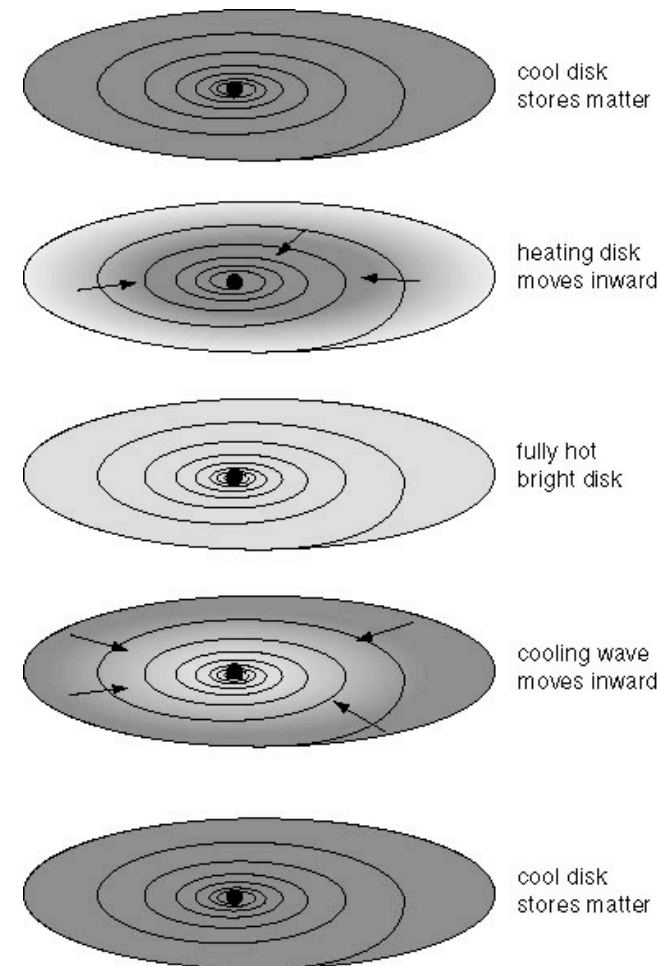 cool disk
stores matter
heating disk
moves inward
fully hot
bright disk
cooling wave
moves inward
cool disk
stores matter